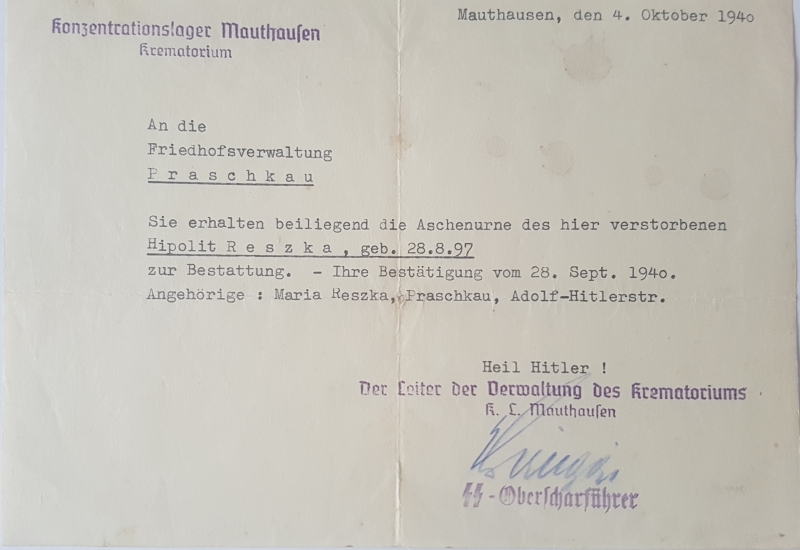 Konzentrationslager Mauthausen
Krematorium
Mauthausen, den 4. Oktober 1940
An die
Friedhofsverwaltung
Praschkau
Sie erhalten beiliegend die Aschenurne des hier verstorbenen
Hipolit Reszka, geb. 28.8.97
zur Bestattung. - Ihre Bestätigung vom 28. Sept. 1940.
Angehörige : Maria Reszka, Praschkau, Adolf-Hitlerstr.
Heil Hitler !
Der Leiter der Verwaltung des Krematoriums
K. L. Mauthausen
SS-Oberscharführer